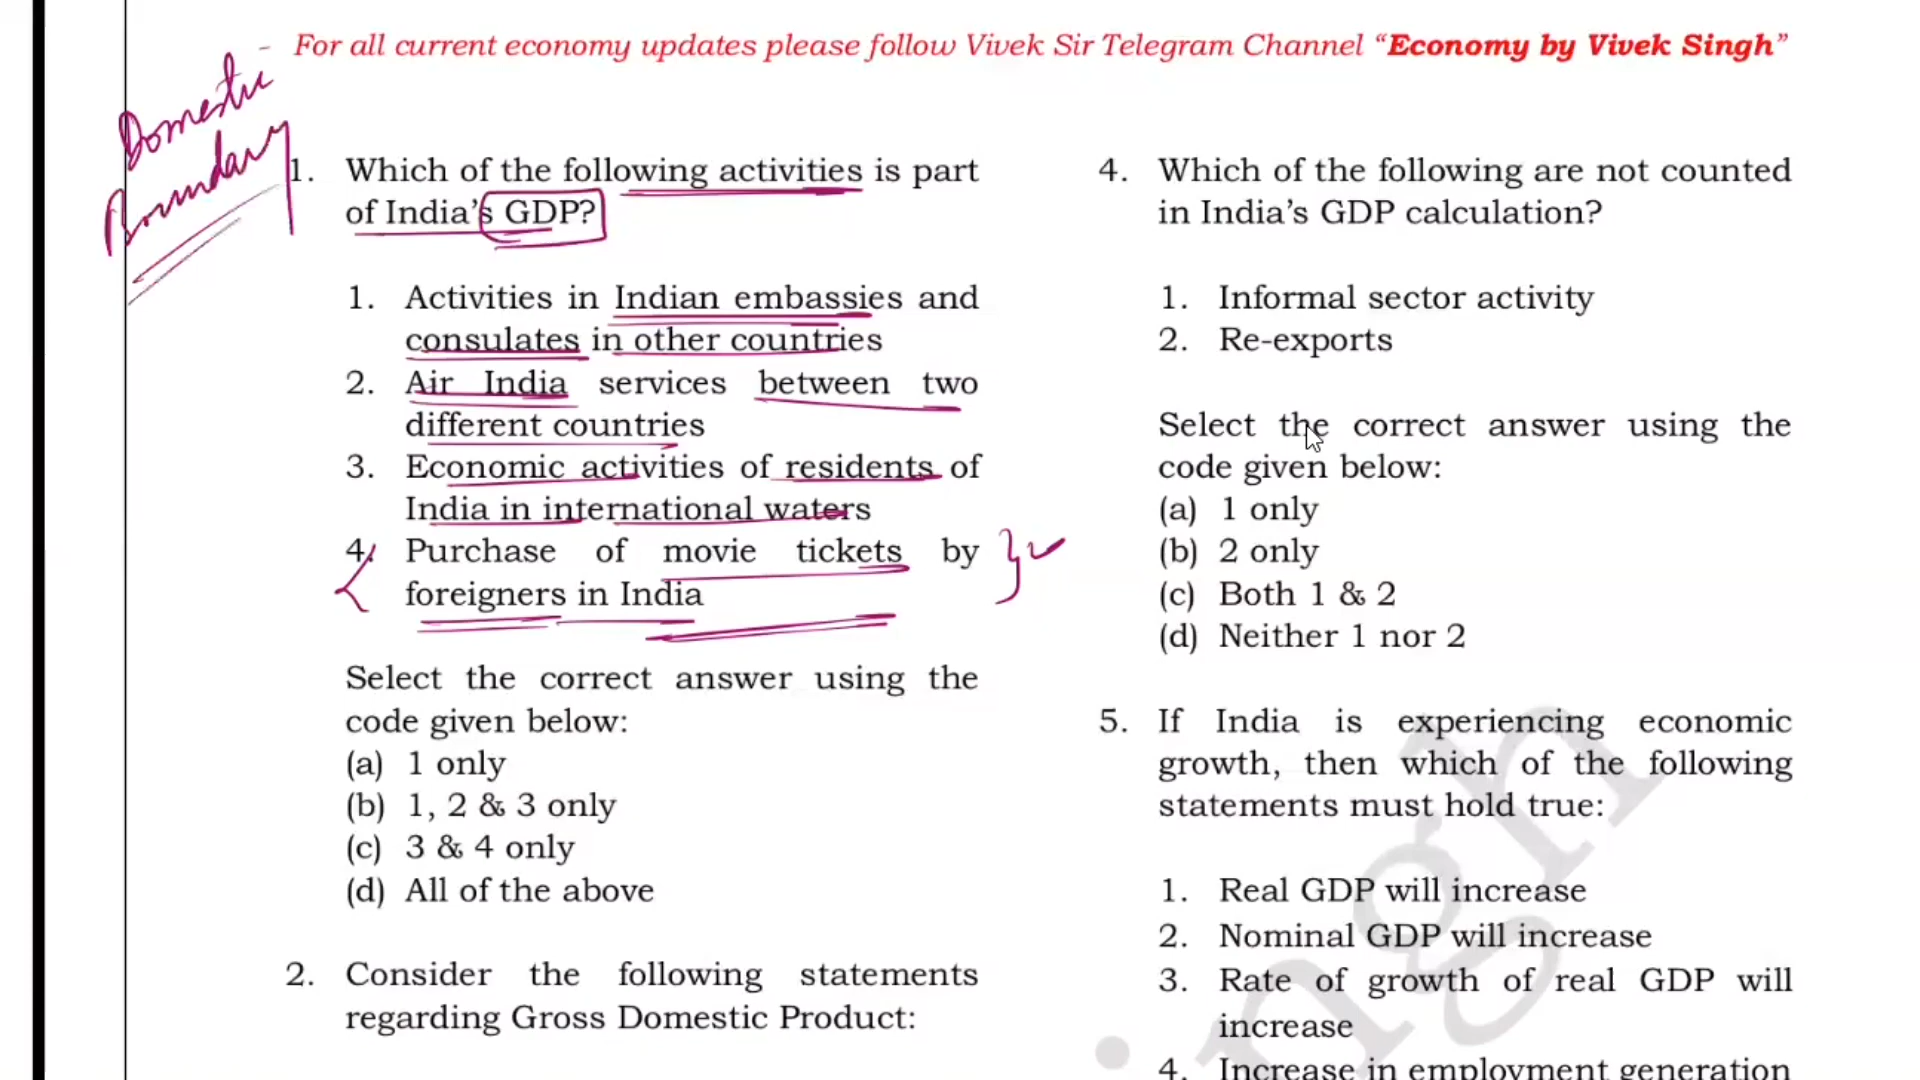 For all current economy updates please follow Vivek Sir Telegram Channel “Economy by Vivek Singh”
Domestic
Boundary
1. Which of the following activities is part
of India’s GDP?
1. Activities in Indian embassies and
consulates in other countries
2. Air India services between two
different countries
3. Economic activities of residents of
India in international waters
4. Purchase of movie tickets by
foreigners in India
Select the correct answer using the
code given below:
(a) 1 only
(b) 1, 2 & 3 only
(c) 3 & 4 only
(d) All of the above
2. Consider the following statements
regarding Gross Domestic Product:
4. Which of the following are not counted
in India’s GDP calculation?
1. Informal sector activity
2. Re-exports
Select the correct answer using the
code given below:
(a) 1 only
(b) 2 only
(c) Both 1 & 2
(d) Neither 1 nor 2
5. If India is experiencing economic
growth, then which of the following
statements must hold true:
1. Real GDP will increase
2. Nominal GDP will increase
3. Rate of growth of real GDP will
increase
4. Increase in employment generation